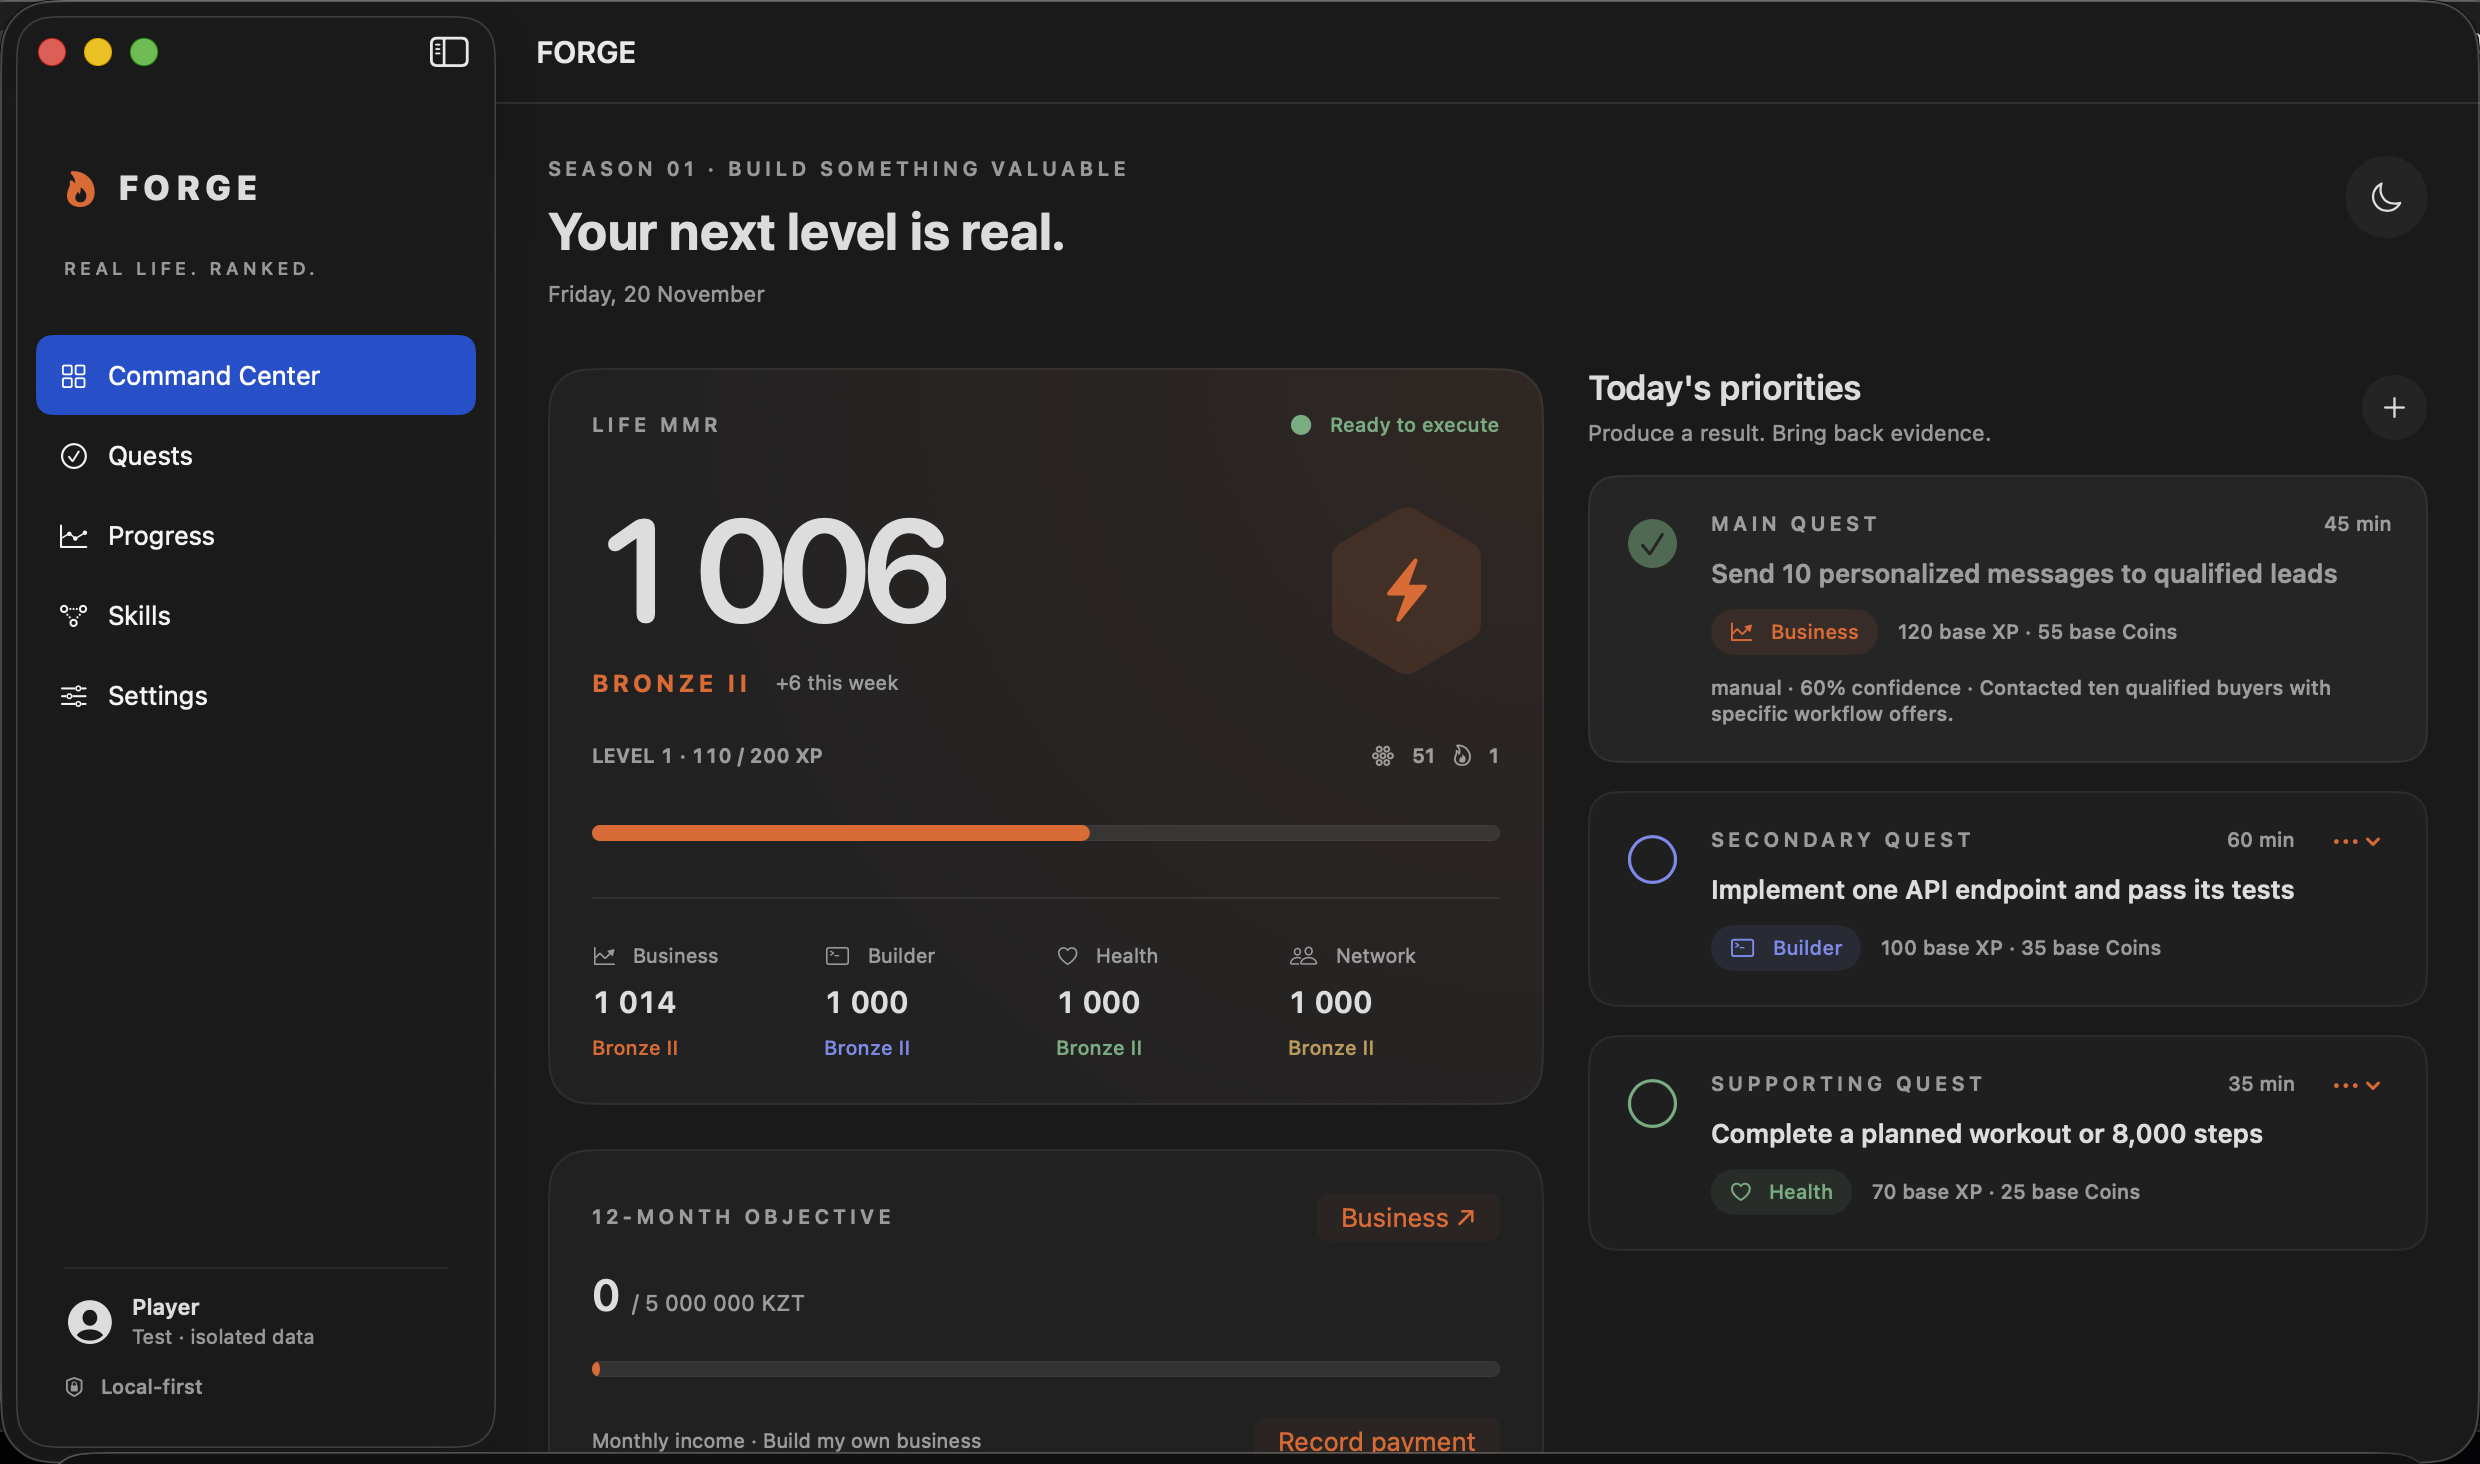 FORGE
FORGE
REAL LIFE. RANKED.
Command Center
Quests
Progress
Skills
Settings
Player
Test · isolated data
Local-first
SEASON 01 · BUILD SOMETHING VALUABLE
Your next level is real.
Friday, 20 November
LIFE MMR
Ready to execute
1 006
BRONZE II +6 this week
LEVEL 1 · 110 / 200 XP
51 1
Business Builder Health Network
1 014 1 000 1 000 1 000
Bronze II Bronze II Bronze II Bronze II
12-MONTH OBJECTIVE
Business ↗
0 / 5 000 000 KZT
Monthly income · Build my own business
Record payment
Today's priorities
Produce a result. Bring back evidence.
MAIN QUEST 45 min
Send 10 personalized messages to qualified leads
Business 120 base XP · 55 base Coins
manual · 60% confidence · Contacted ten qualified buyers with
specific workflow offers.
SECONDARY QUEST 60 min
Implement one API endpoint and pass its tests
Builder 100 base XP · 35 base Coins
SUPPORTING QUEST 35 min
Complete a planned workout or 8,000 steps
Health 70 base XP · 25 base Coins